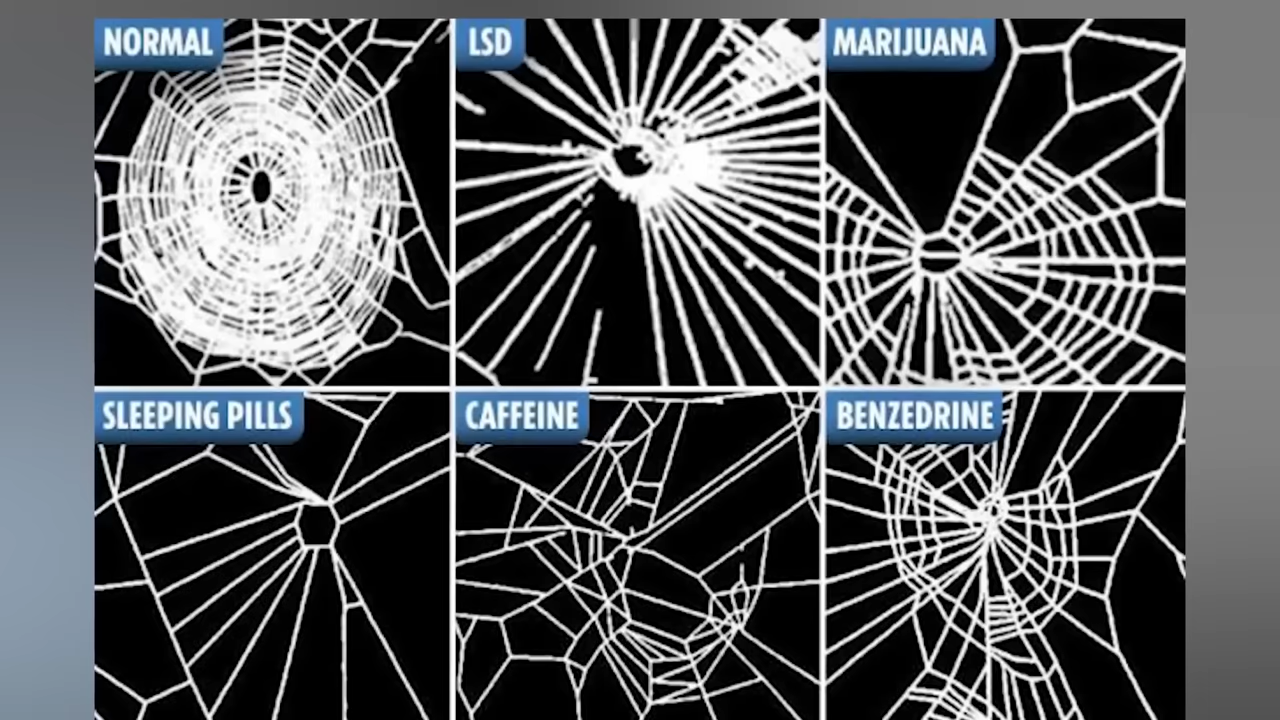 NORMAL
LSD
MARIJUANA
SLEEPING PILLS
CAFFEINE
BENZEDRINE